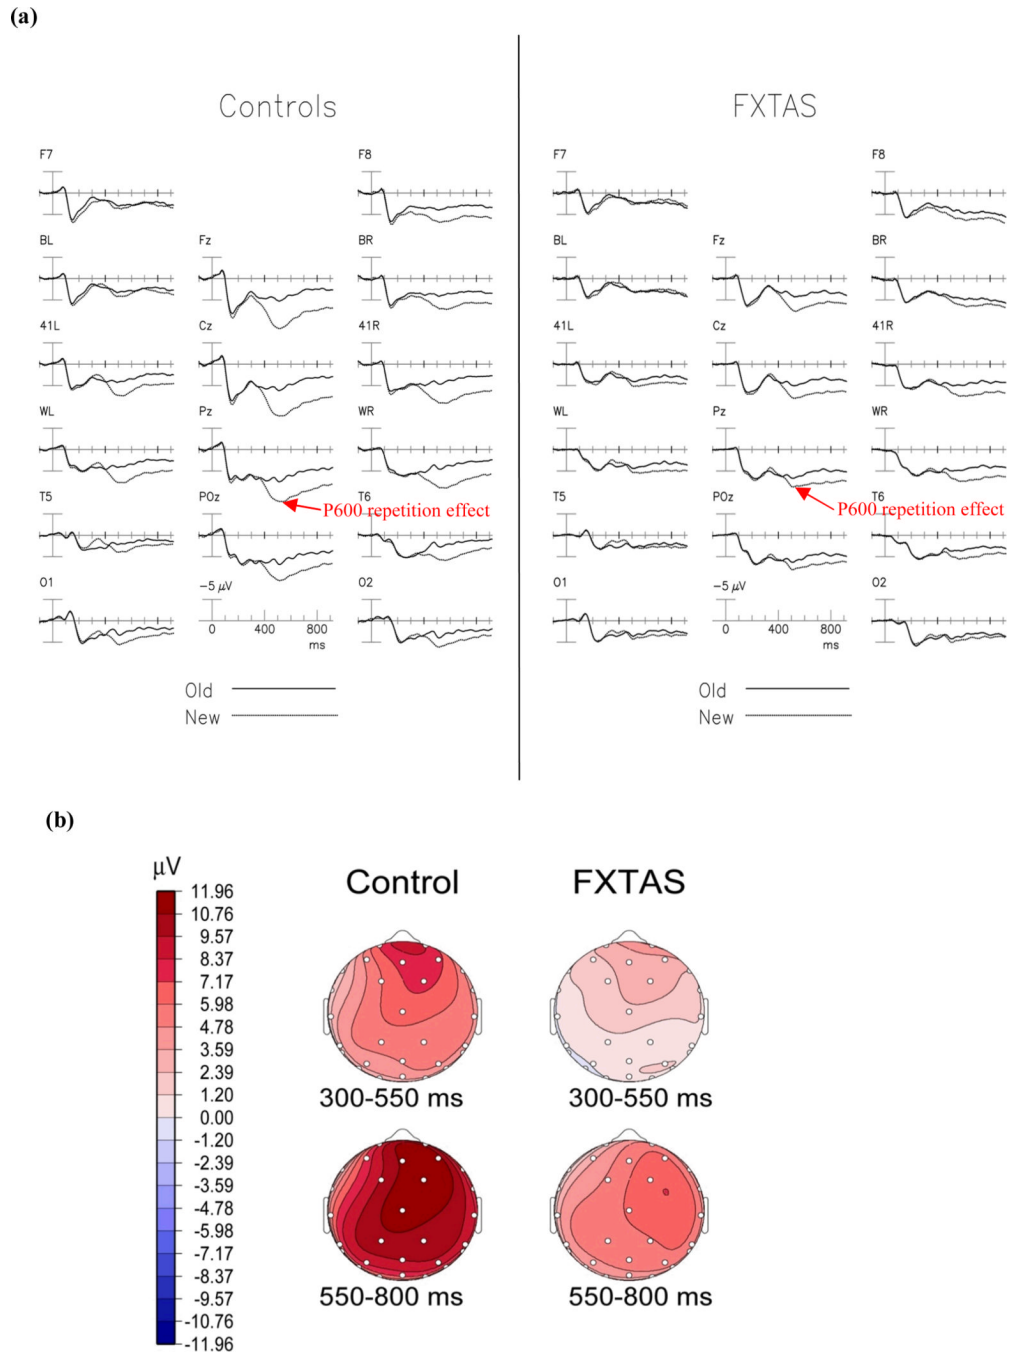 (a)
Controls
FXTAS
F7
F8
F7
F8
BL
Fz
BR
BL
Fz
BR
41L
Cz
41R
41L
Cz
41R
WL
Pz
WR
WL
Pz
WR
T5
POz
P600 repetition effect
T6
T5
POz
P600 repetition effect
T6
O1
-5 μV
O2
O1
-5 μV
O2
0 400 800
ms
0 400 800
ms
Old
New
Old
New
(b)
μV
Control
FXTAS
11.96
10.76
9.57
8.37
7.17
5.98
4.78
3.59
2.39
1.20
0.00
-1.20
-2.39
-3.59
-4.78
-5.98
-7.17
-8.37
-9.57
-10.76
-11.96
300-550 ms
300-550 ms
550-800 ms
550-800 ms